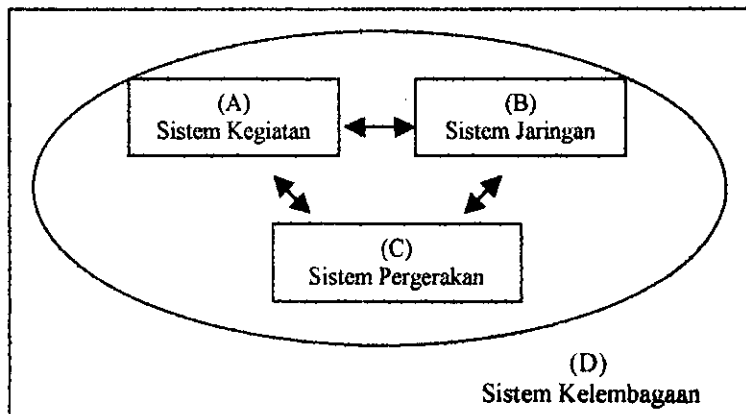 (A)
Sistem Kegiatan
(B)
Sistem Jaringan
(C)
Sistem Pergerakan
(D)
Sistem Kelembagaan